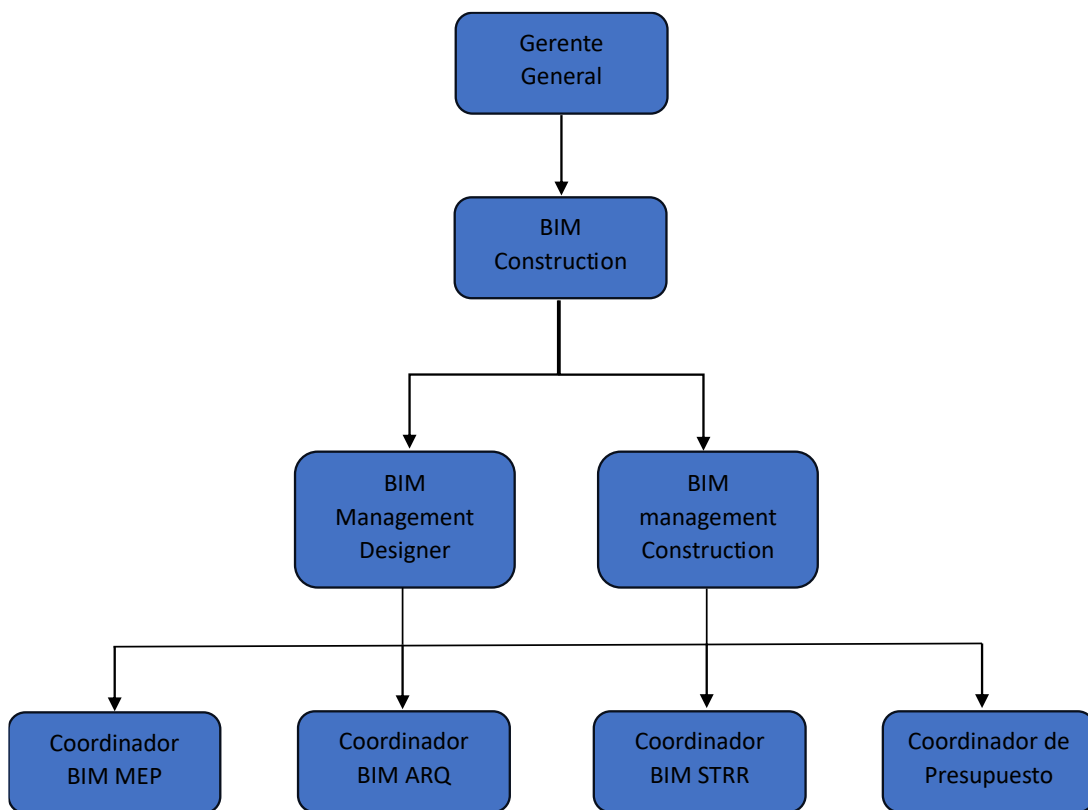 Gerente
General
BIM
Construction
BIM
Management
Designer
BIM
management
Construction
Coordinador
BIM MEP
Coordinador
BIM ARQ
Coordinador
BIM STRR
Coordinador de
Presupuesto